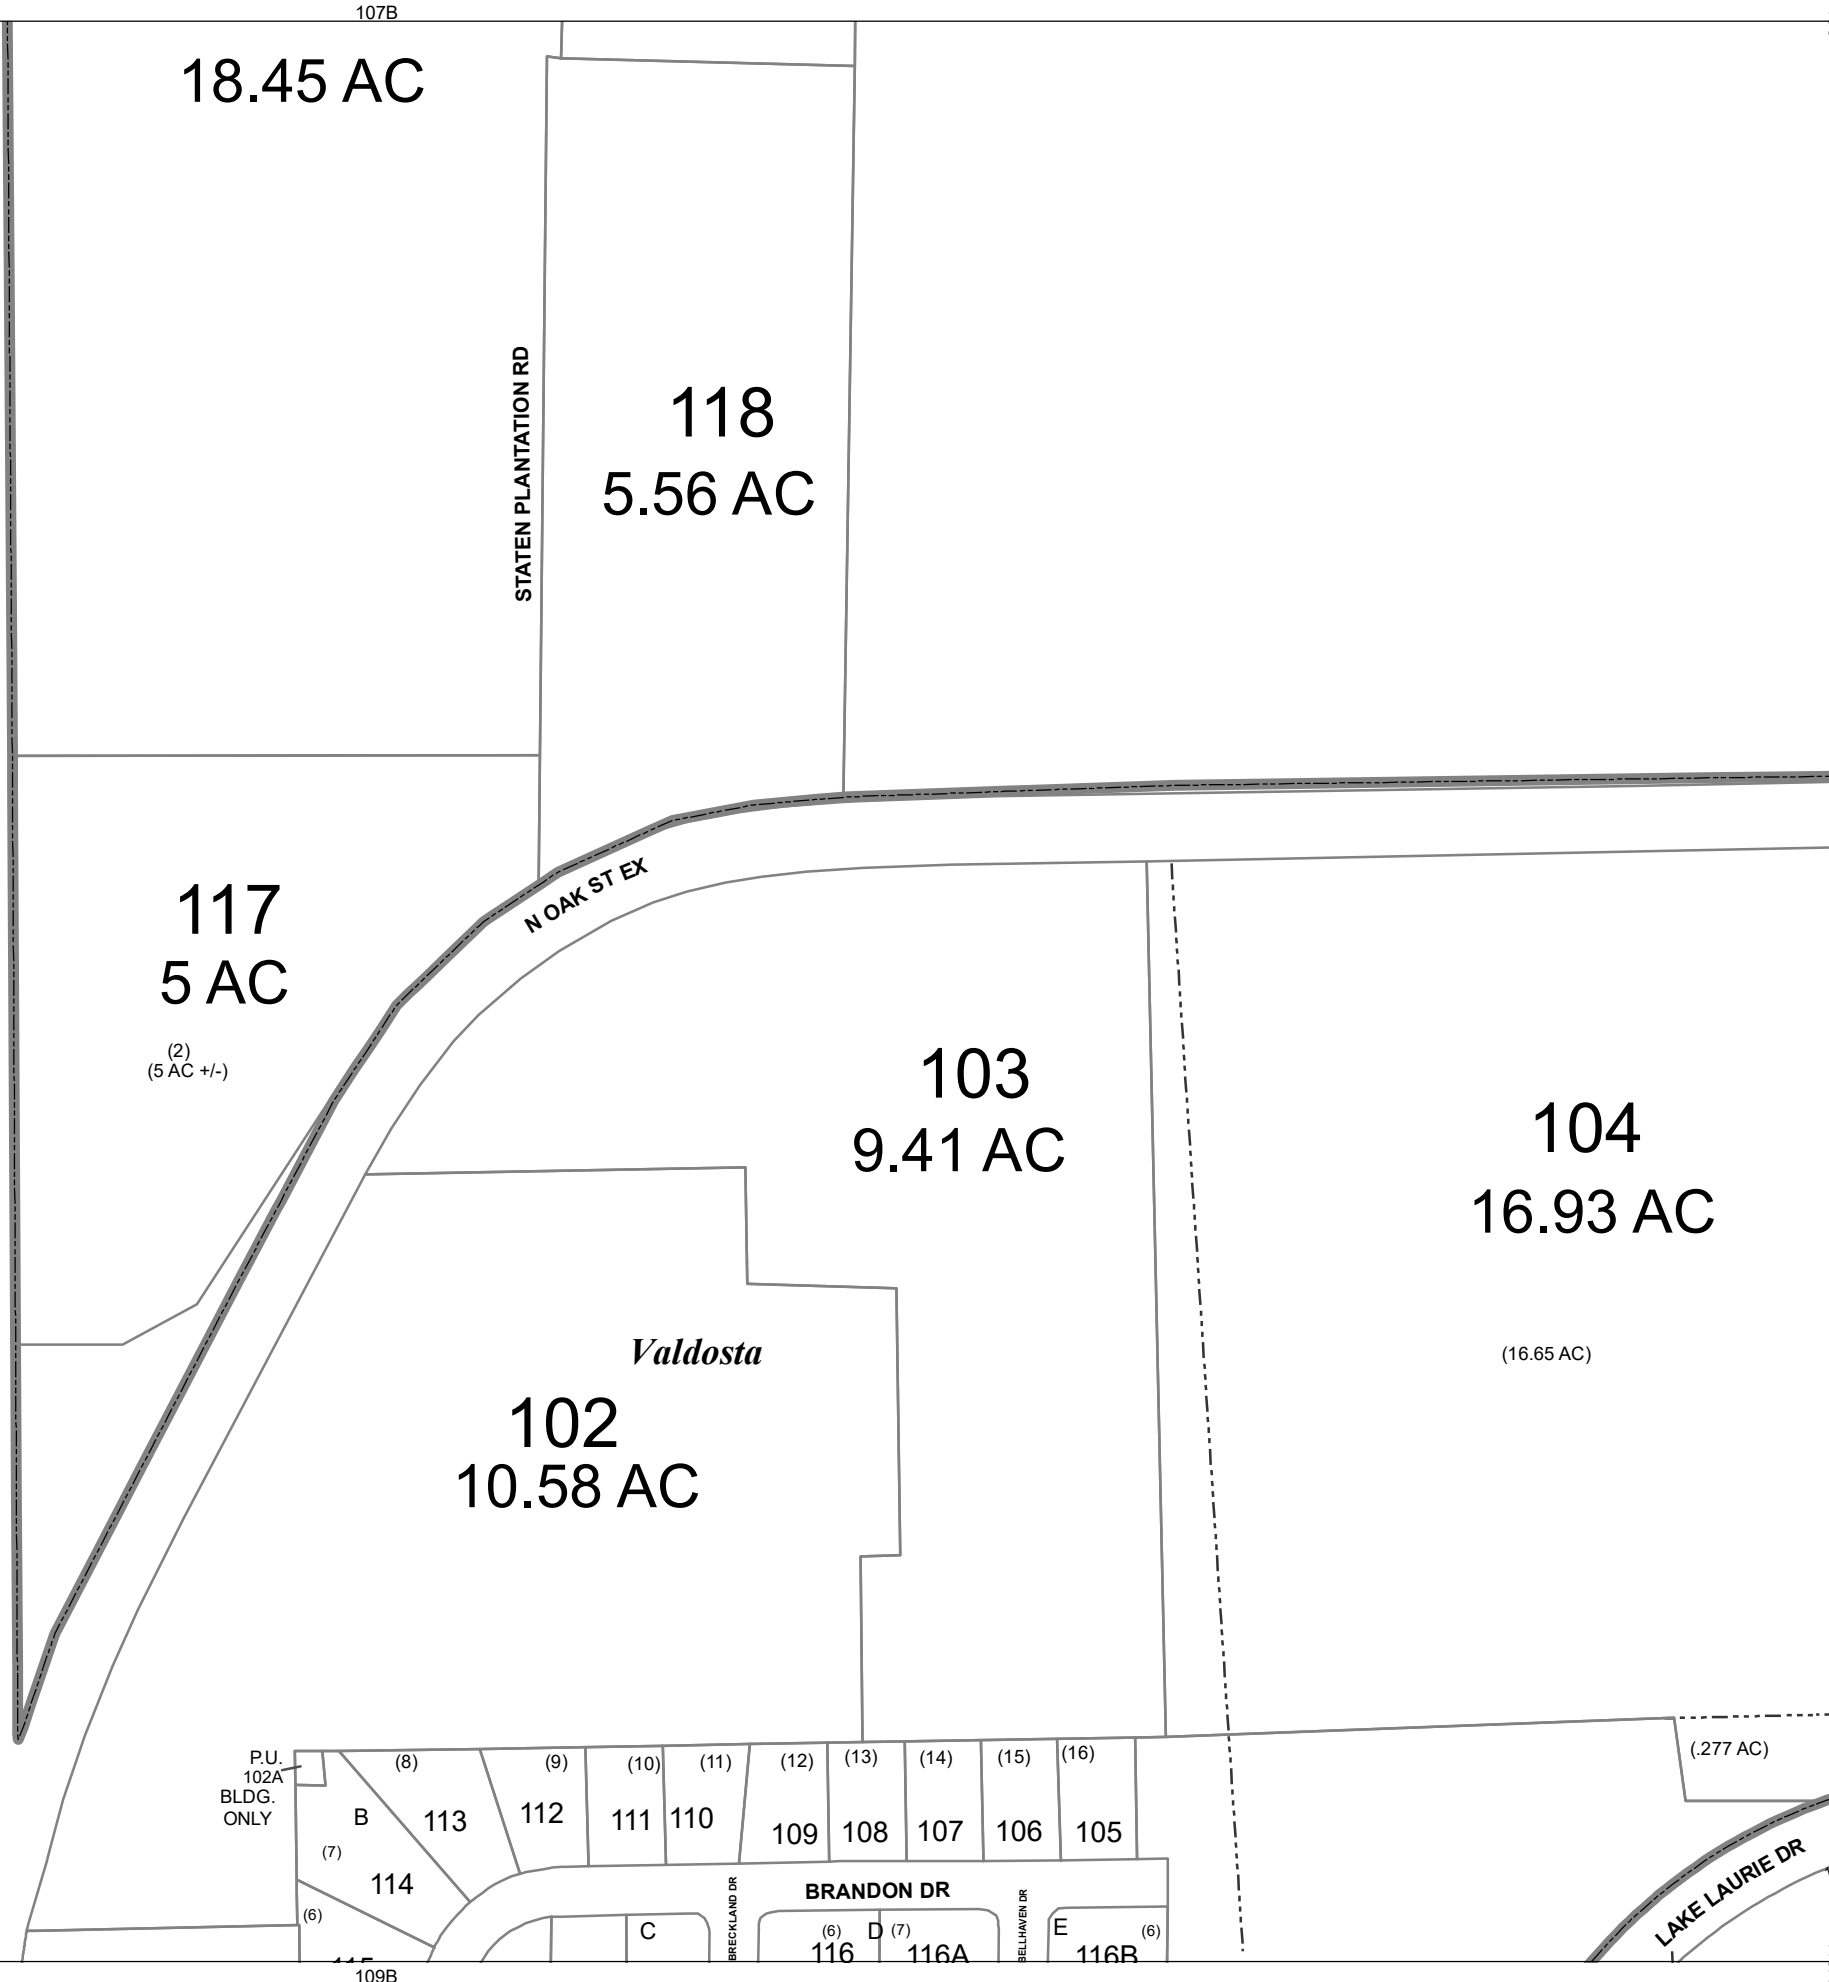 107B
18.45 AC
STATEN PLANTATION RD
118
5.56 AC
N OAK ST EX
117
5 AC
(2)
(5 AC +/-)
103
9.41 AC
104
16.93 AC
(16.65 AC)
Valdosta
102
10.58 AC
P.U.
102A
BLDG.
ONLY
(8)
(9)
(10)
(11)
(12)
(13)
(14)
(15)
(16)
(.277 AC)
B
113
112
111
110
109
108
107
106
105
(7)
114
BRANDON DR
BRECKLAND DR
BELLHAVEN DR
LAKE LAURIE DR
(6)
C
(6)
D
(7)
E
(6)
116
116A
116B
109B